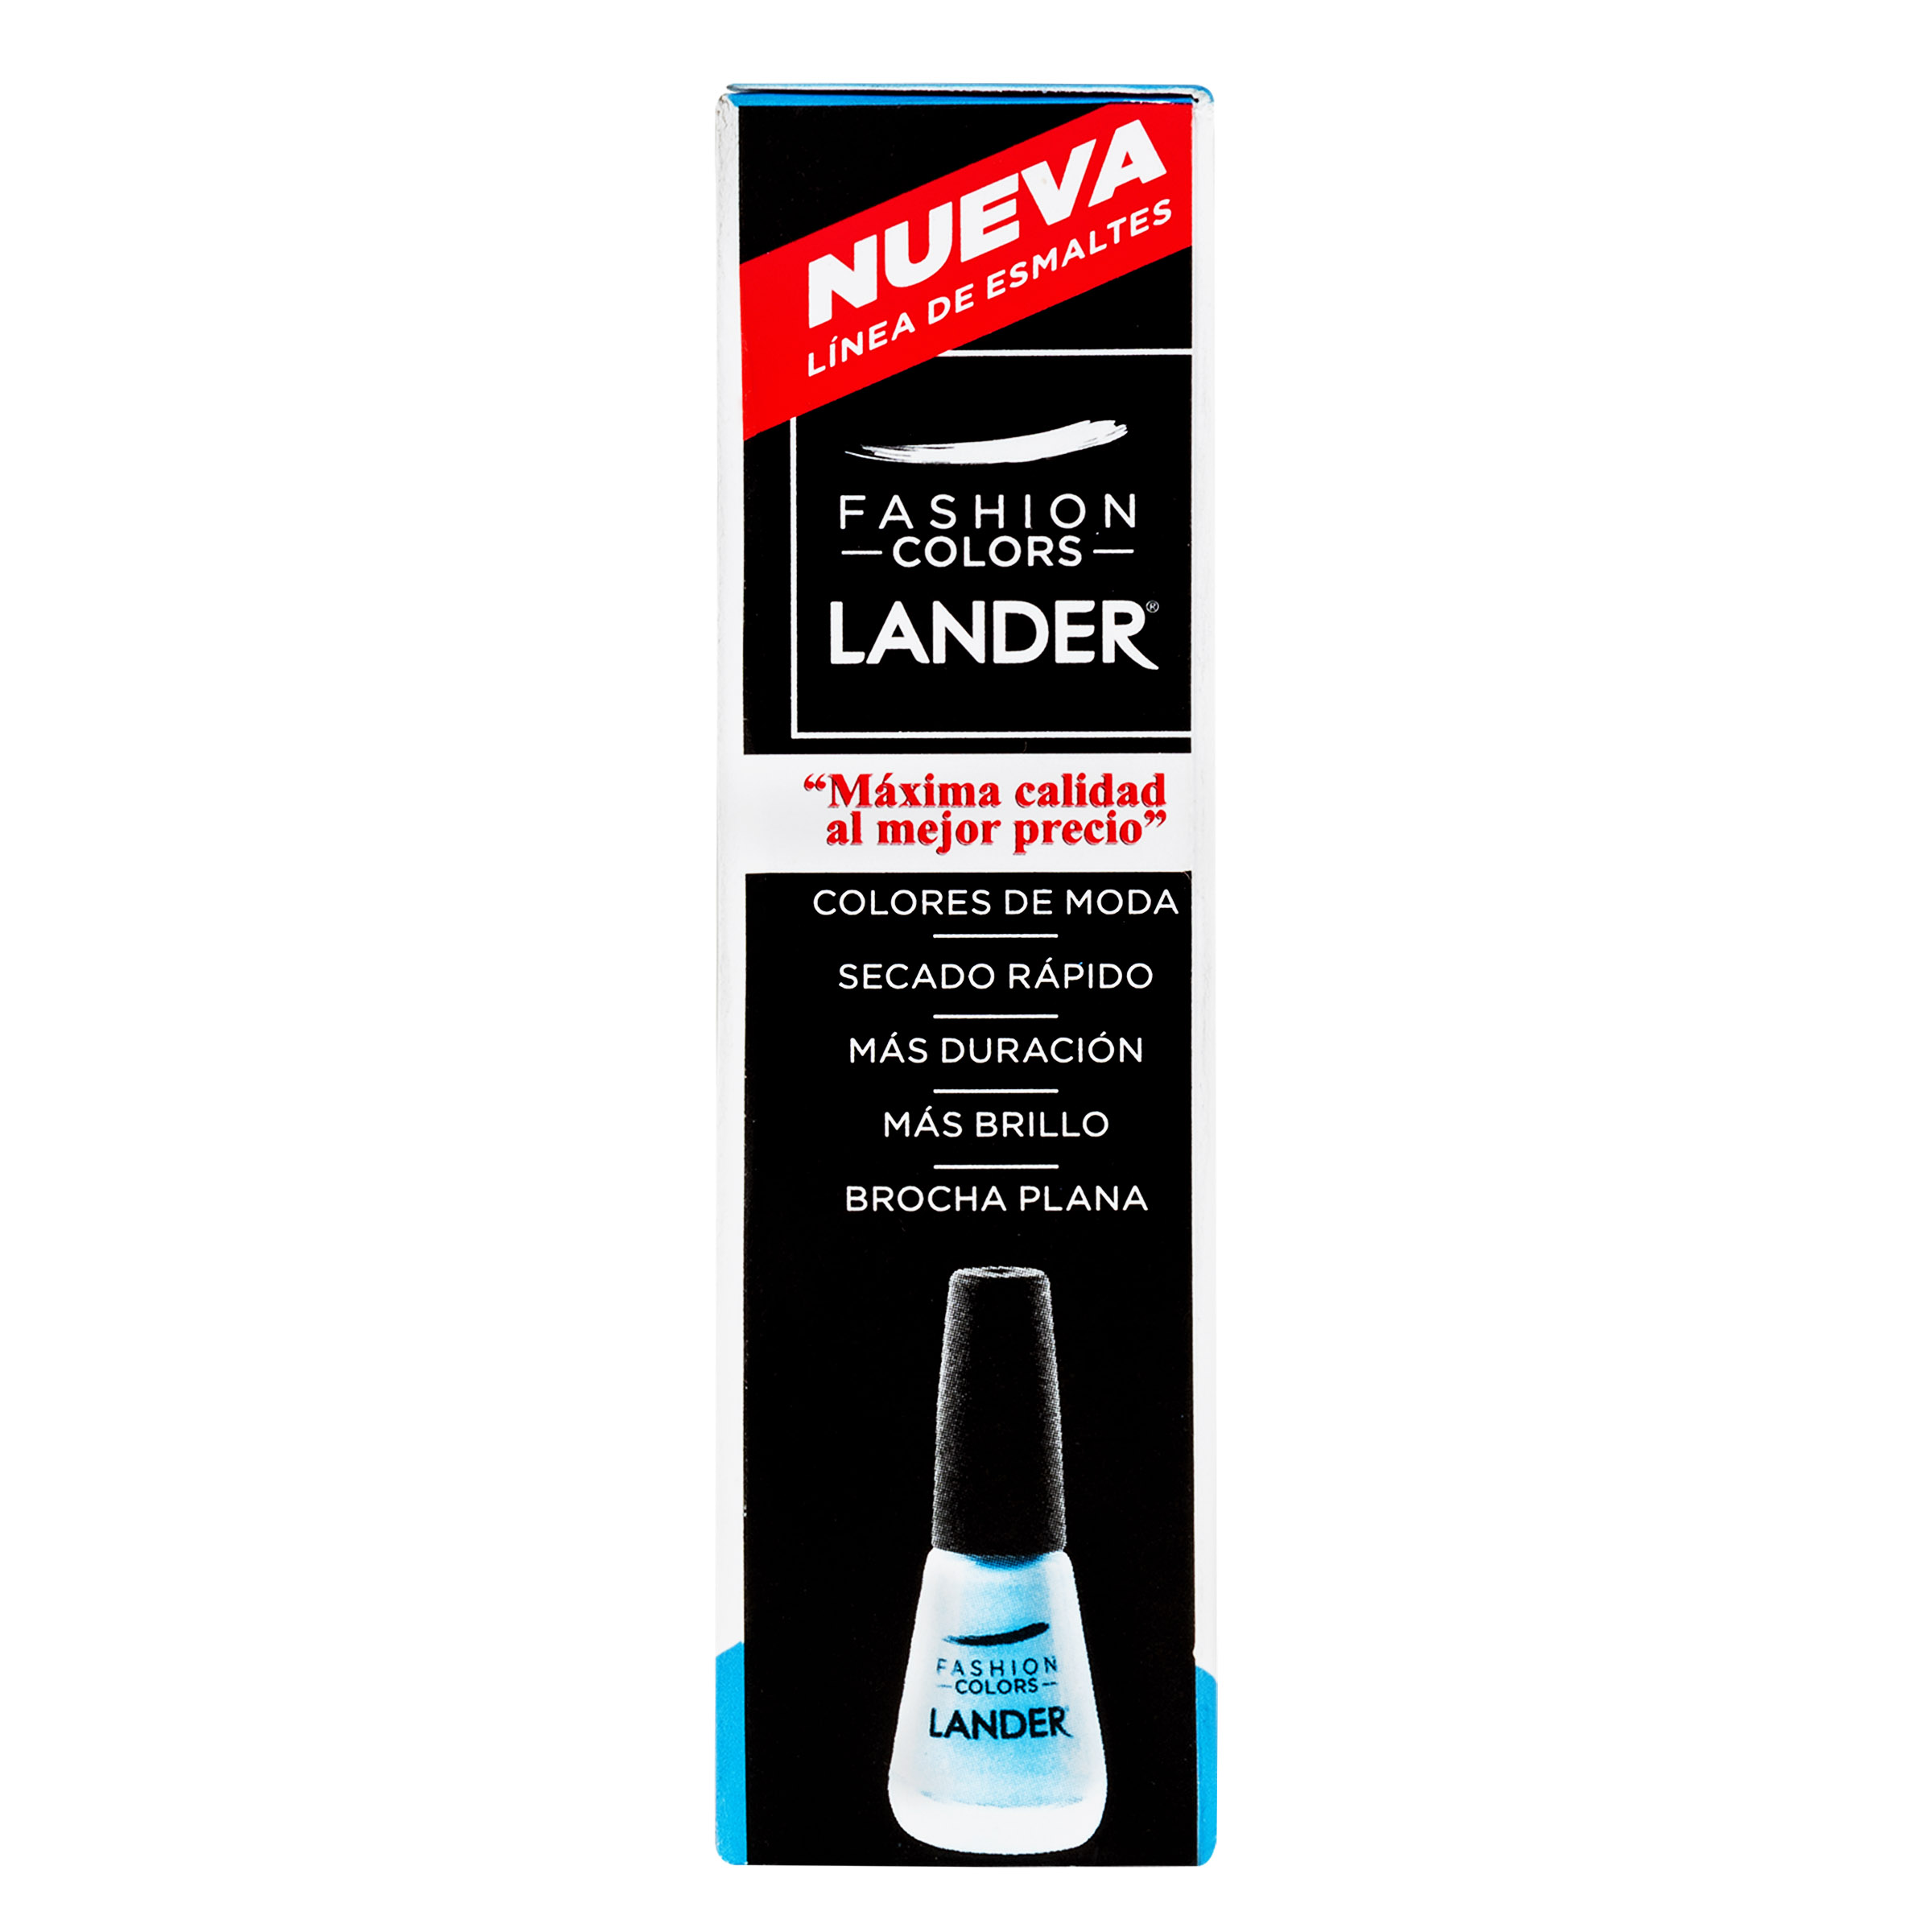 NUEVA
LÍNEA DE ESMALTES
FASHION
COLORS
LANDER®
“Máxima calidad
al mejor precio”
COLORES DE MODA
SECADO RÁPIDO
MÁS DURACIÓN
MÁS BRILLO
BROCHA PLANA
FASHION
COLORS
LANDER